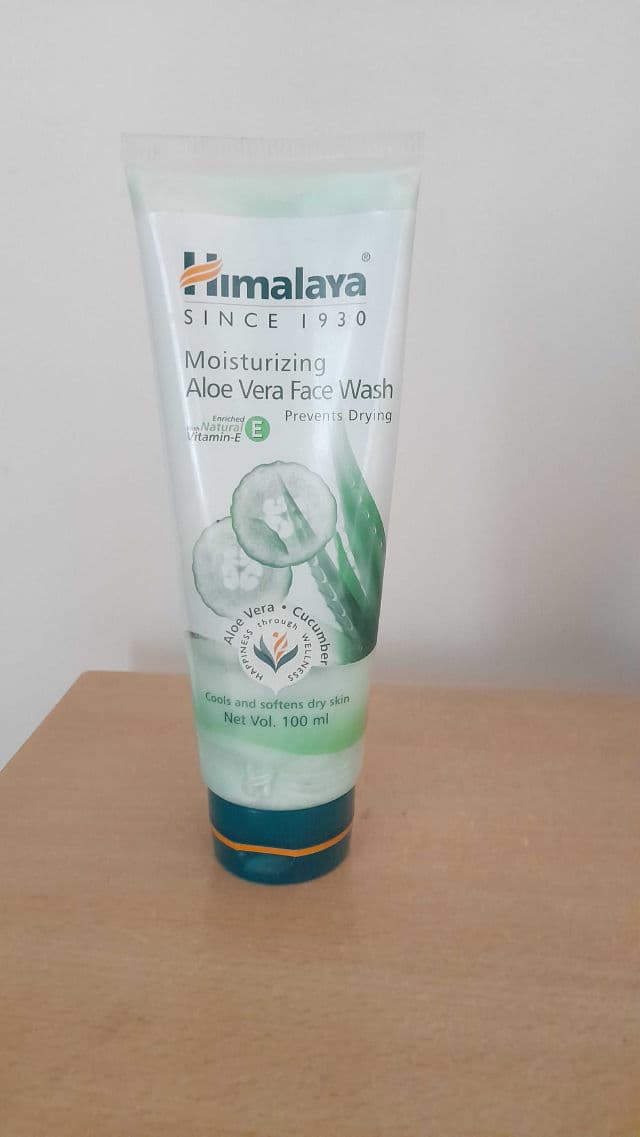 Himalaya®
SINCE 1930
Moisturizing
Aloe Vera Face Wash
Prevents Drying
Enriched
with Natural E
Vitamin-E
Aloe Vera • Cucumber
HAPPINESS through WELLNESS
Cools and softens dry skin
Net Vol. 100 ml